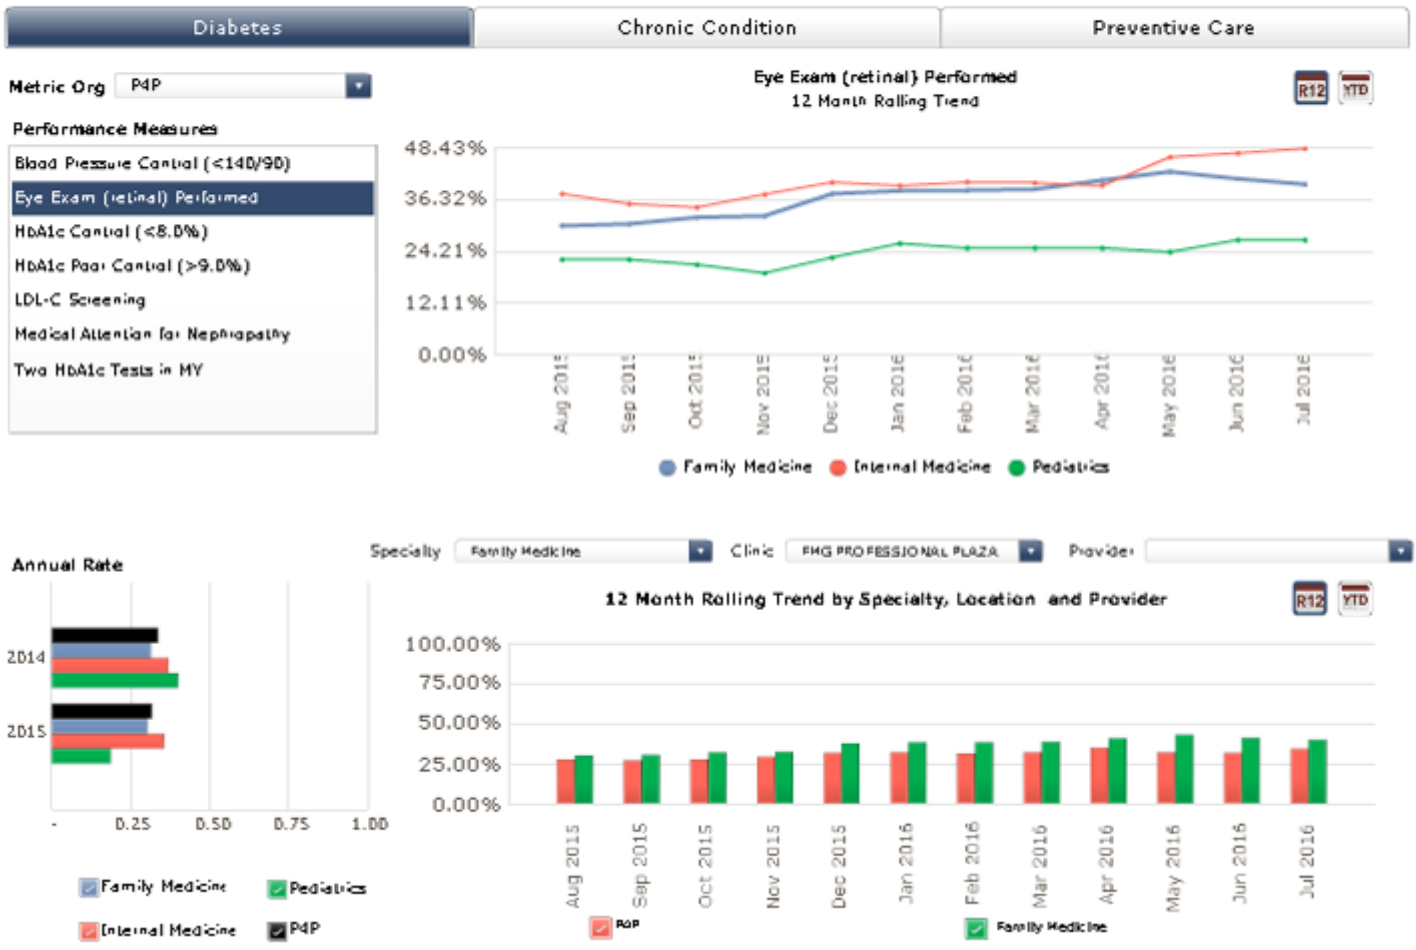 Diabetes
Chronic Condition
Preventive Care
Metric Org P4P
Performance Measures
Blood Pressure Control (<140/90)
Eye Exam (retinal) Performed
HbA1c Control (<8.0%)
HbA1c Poor Control (>9.0%)
LDL-C Screening
Medical Attention for Nephropathy
Two HbA1c Tests in MY
Eye Exam (retinal) Performed
12 Month Rolling Trend
R12 YTD
48.43%
36.32%
24.21%
12.11%
0.00%
Aug 2015
Sep 2015
Oct 2015
Nov 2015
Dec 2015
Jan 2016
Feb 2016
Mar 2016
Apr 2016
May 2016
Jun 2016
Jul 2016
Family Medicine Internal Medicine Pediatrics
Specialty Family Medicine Clinic FMG PROFESSIONAL PLAZA Provider
Annual Rate
2014
2015
- 0.25 0.50 0.75 1.00
Family Medicine Pediatrics
Internal Medicine P4P
12 Month Rolling Trend by Specialty, Location and Provider
R12 YTD
100.00%
75.00%
50.00%
25.00%
0.00%
Aug 2015
Sep 2015
Oct 2015
Nov 2015
Dec 2015
Jan 2016
Feb 2016
Mar 2016
Apr 2016
May 2016
Jun 2016
Jul 2016
P4P Family Medicine